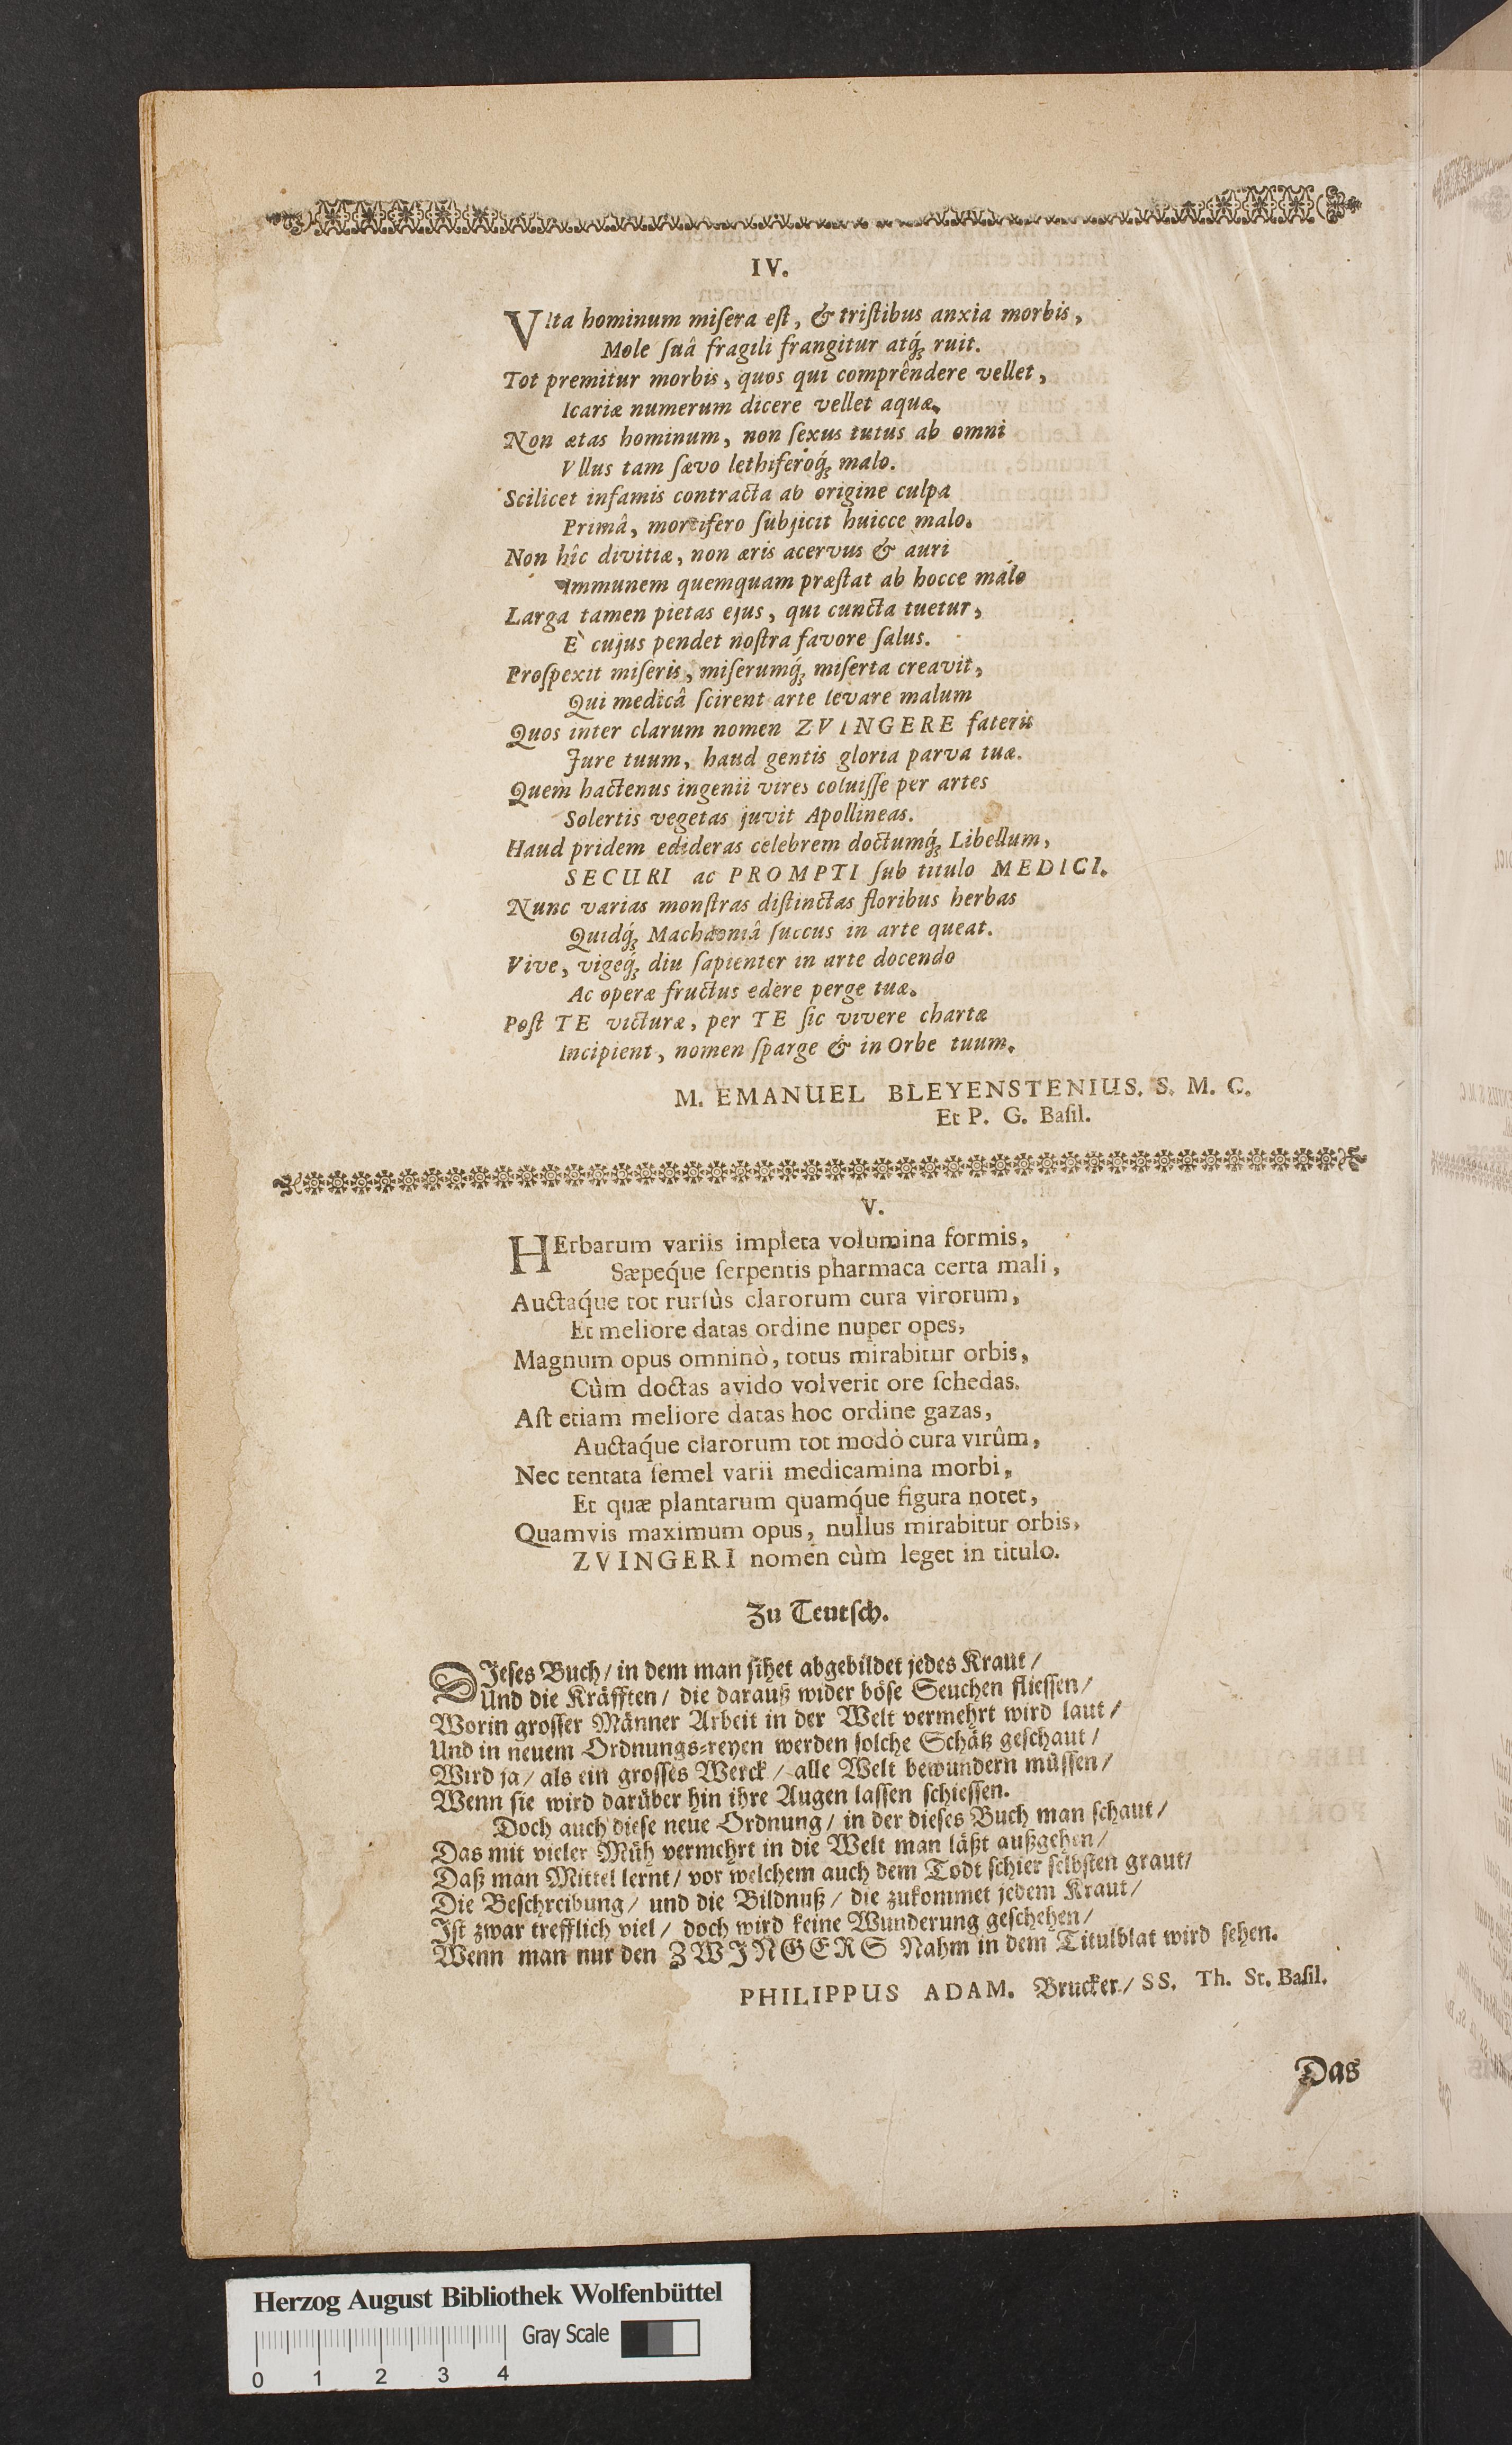 IV.
VIta hominum miſera eſt, & triſtibus anxia morbis,
Mole ſuâ fragili frangitur atq́ꝫ ruit.
Tot premitur morbis, quos qui comprêndere vellet,
Icariæ numerum dicere vellet aquæ.
Non ætas hominum, non ſexus tutus ab omni
Vllus tam ſævo lethiferoq́ꝫ malo.
Scilicet infamis contracta ab origine culpa
Primâ, mortifero ſubjicit huicce malo.
Non hîc divitiæ, non æris acervus & auri
Immunem quemquam præſtat ab hocce malo
Larga tamen pietas ejus, qui cuncta tuetur,
E` cujus pendet noſtra favore ſalus.
Proſpexit miſeris, miſerumq́ꝫ miſerta creavit,
Qui medicâ ſcirent arte levare malum
Quos inter clarum nomen ZVINGERE fateris
Jure tuum, haud gentis gloria parva tuæ.
Quem hactenus ingenii vires coluiſſe per artes
Solertis vegetas juvit Apollineas.
Haud pridem edideras celebrem doctumq́ꝫ Libellum,
SECURI ac PROMPTI ſub titulo MEDICI.
Nunc varias monſtras diſtinctas floribus herbas
Quidq́ꝫ Machaoniâ ſuccus in arte queat.
Vive, vigeq́ꝫ diu ſapienter in arte docendo
Ac operæ fructus edere perge tuæ.
Poſt TE victuræ, per TE ſic vivere chartæ
Incipient, nomen ſparge & in Orbe tuum.
M. EMANUEL BLEYENSTENIUS. S. M. C.
Et P. G. Baſil.
V.
HErbarum variis impleta volumina formis,
Sæpeq́ue ſerpentis pharmaca certa mali,
Auctaq́ue tot rurſùs clarorum cura virorum,
Et meliore datas ordine nuper opes,
Magnum opus omninò, totus mirabitur orbis,
Cùm doctas avido volverit ore ſchedas.
Aſt etiam meliore datas hoc ordine gazas,
Auctaq́ue clarorum tot modò cura virûm,
Nec tentata ſemel varii medicamina morbi,
Et quæ plantarum quamq́ue figura notet,
Quamvis maximum opus, nullus mirabitur orbis,
ZVINGERI nomen cùm leget in titulo.
Zu Teutſch.
DIeſes Buch/ in dem man ſihet abgebildet jedes Kraut/
Und die Kräfften/ die darauß wider böſe Seuchen flieſſen/
Worin groſſer Männer Arbeit in der Welt vermehrt wird laut/
Und in neuem Ordnungs=reyen werden ſolche Schätz geſchaut/
Wird ja/ als ein groſſes Werck/ alle Welt bewundern müſſen/
Wenn ſie wird darüber hin ihre Augen laſſen ſchieſſen.
Doch auch dieſe neue Ordnung/ in der dieſes Buch man ſchaut/
Das mit vieler Müh vermehrt in die Welt man läßt außgehen/
Daß man Mittel lernt/ vor welchem auch dem Todt ſchier ſelbſten graut/
Die Beſchreibung/ und die Bildnuß/ die zukommet jedem Kraut/
Iſt zwar trefflich viel/ doch wird keine Wunderung geſchehen/
Wenn man nur den ZWINGERS Nahm in dem Titulblat wird ſehen.
PHILIPPUS ADAM. Brucker/ SS. Th. St. Baſil.
Das
Herzog August Bibliothek Wolfenbüttel
Gray Scale
0 1 2 3 4